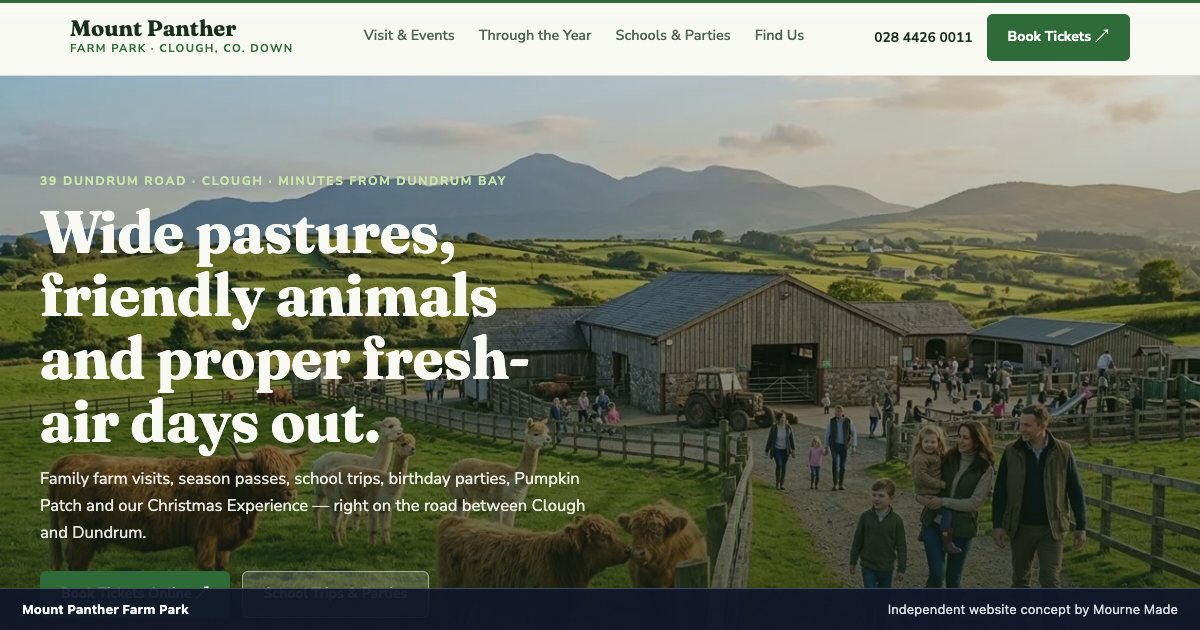 Mount Panther
FARM PARK · CLOUGH, CO. DOWN
Visit & Events
Through the Year
Schools & Parties
Find Us
028 4426 0011
Book Tickets ↗
39 DUNDRUM ROAD · CLOUGH · MINUTES FROM DUNDRUM BAY
Wide pastures,
friendly animals
and proper fresh-
air days out.
Family farm visits, season passes, school trips, birthday parties, Pumpkin
Patch and our Christmas Experience — right on the road between Clough
and Dundrum.
Book Tickets Online ↗
School Trips & Parties
Mount Panther Farm Park
Independent website concept by Mourne Made